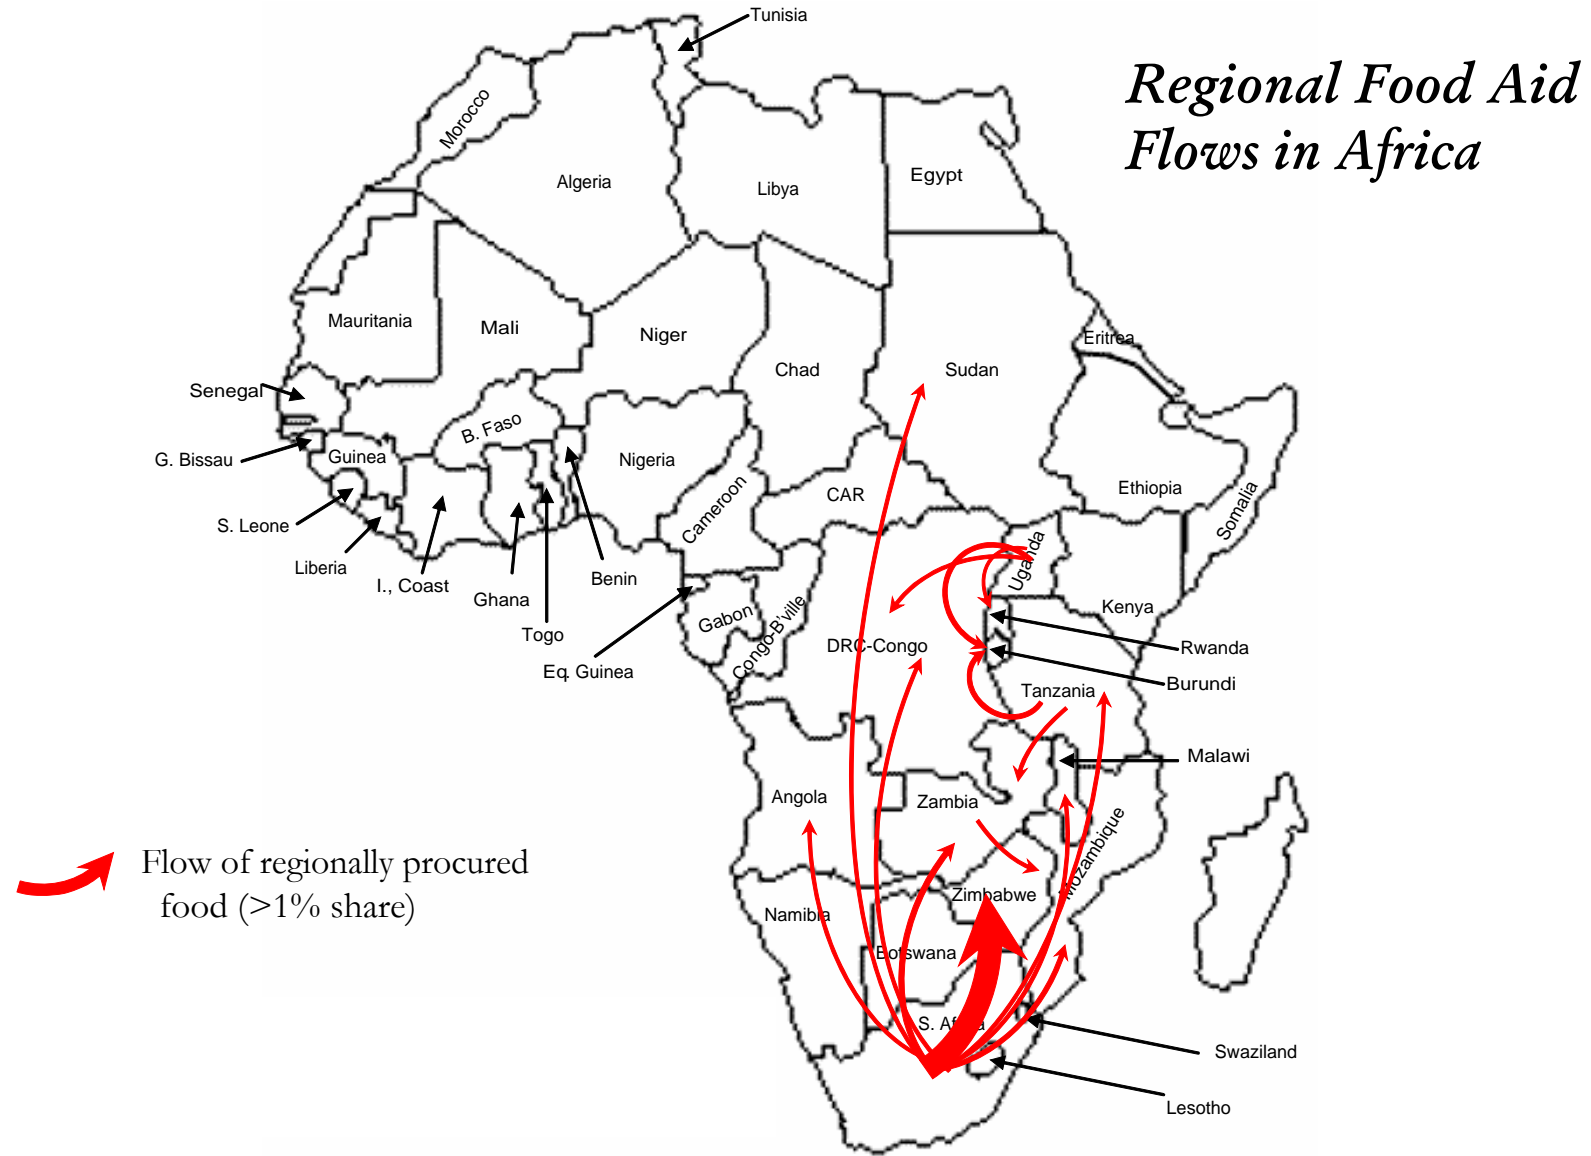 Tunisia
Regional Food Aid
Flows in Africa
Morocco
Algeria
Libya
Egypt
Mauritania
Mali
Niger
Chad
Sudan
Eritrea
Senegal
B. Faso
G. Bissau
Guinea
Nigeria
CAR
Ethiopia
Somalia
Cameroon
S. Leone
Liberia
I., Coast
Ghana
Togo
Benin
Eq. Guinea
Gabon
Congo-B'ville
DRC-Congo
Uganda
Kenya
Rwanda
Burundi
Tanzania
Malawi
Angola
Zambia
Mozambique
Flow of regionally procured
food (>1% share)
Zimbabwe
Namibia
Botswana
S. Africa
Swaziland
Lesotho